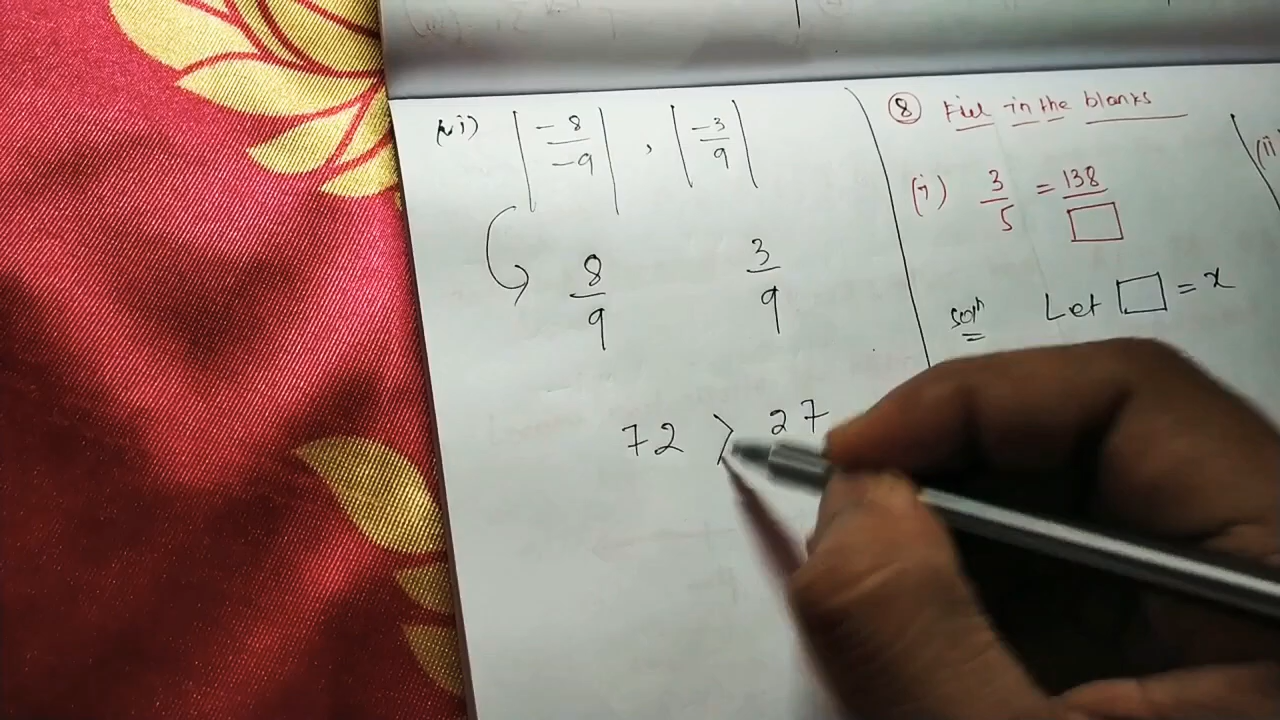 (vi) | -8/-9 | , | -3/9 |
8/9 3/9
72 > 27
⑧ Fill in the blanks
(i) 3/5 = 138/□
Soln Let □ = x
(ii)